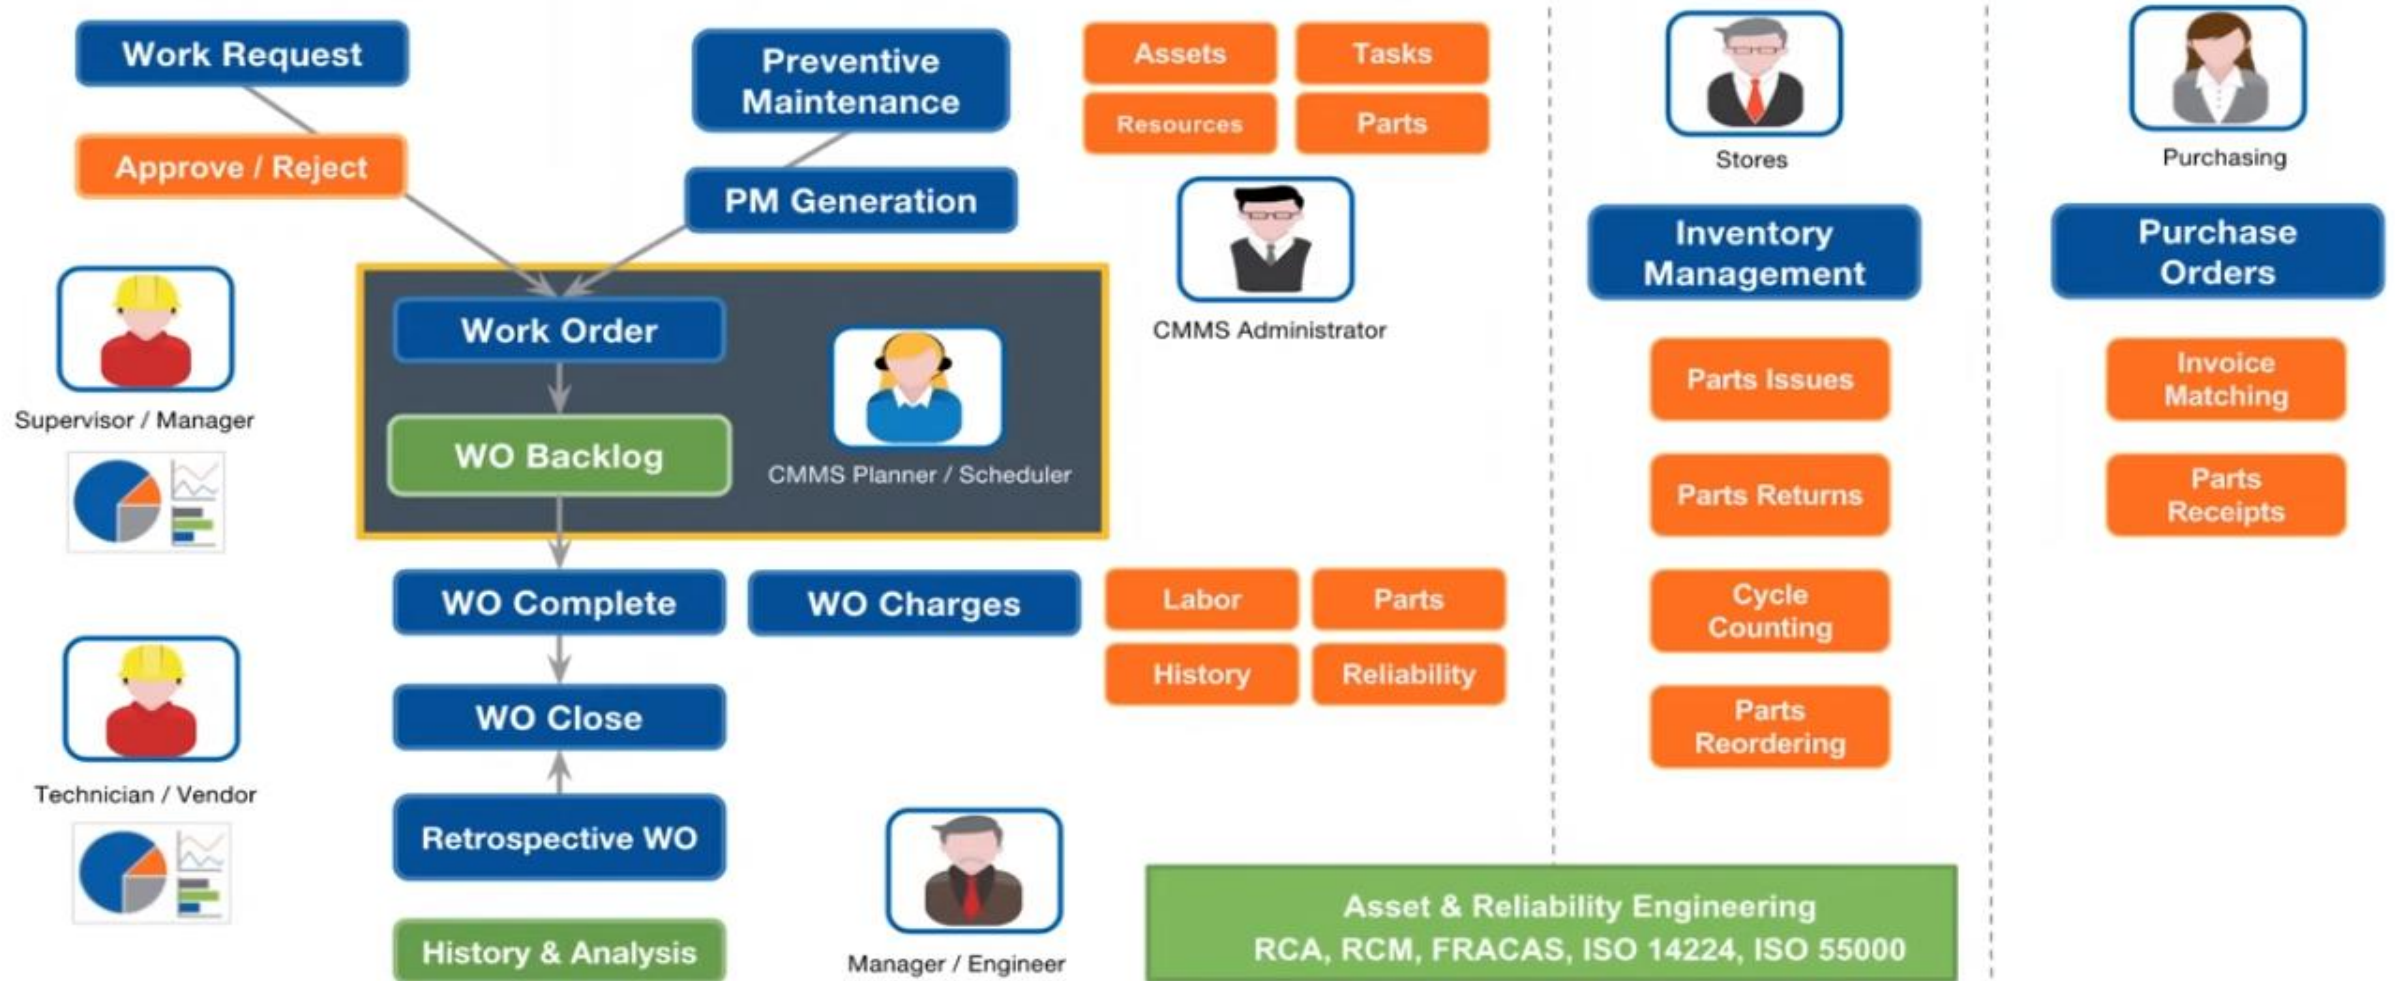 Work Request
Approve / Reject
Preventive
Maintenance
PM Generation
Assets
Tasks
Resources
Parts
CMMS Administrator
Supervisor / Manager
Work Order
WO Backlog
CMMS Planner / Scheduler
WO Complete
WO Charges
Labor
Parts
History
Reliability
WO Close
Technician / Vendor
Retrospective WO
History & Analysis
Manager / Engineer
Stores
Inventory
Management
Parts Issues
Parts Returns
Cycle
Counting
Parts
Reordering
Purchasing
Purchase
Orders
Invoice
Matching
Parts
Receipts
Asset & Reliability Engineering
RCA, RCM, FRACAS, ISO 14224, ISO 55000